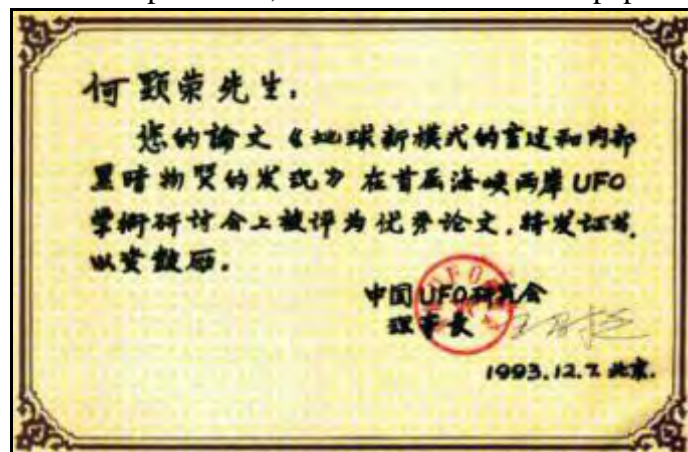 何顯荣先生:
您的論文《地球新模式的言述和内部
黑暗物质的发现》在首届海峡两岸UFO
学術研讨会上被评为优秀论文,特发证书,
以资鼓励。
中国UFO研究会
理事长
1993.12.7.北京.